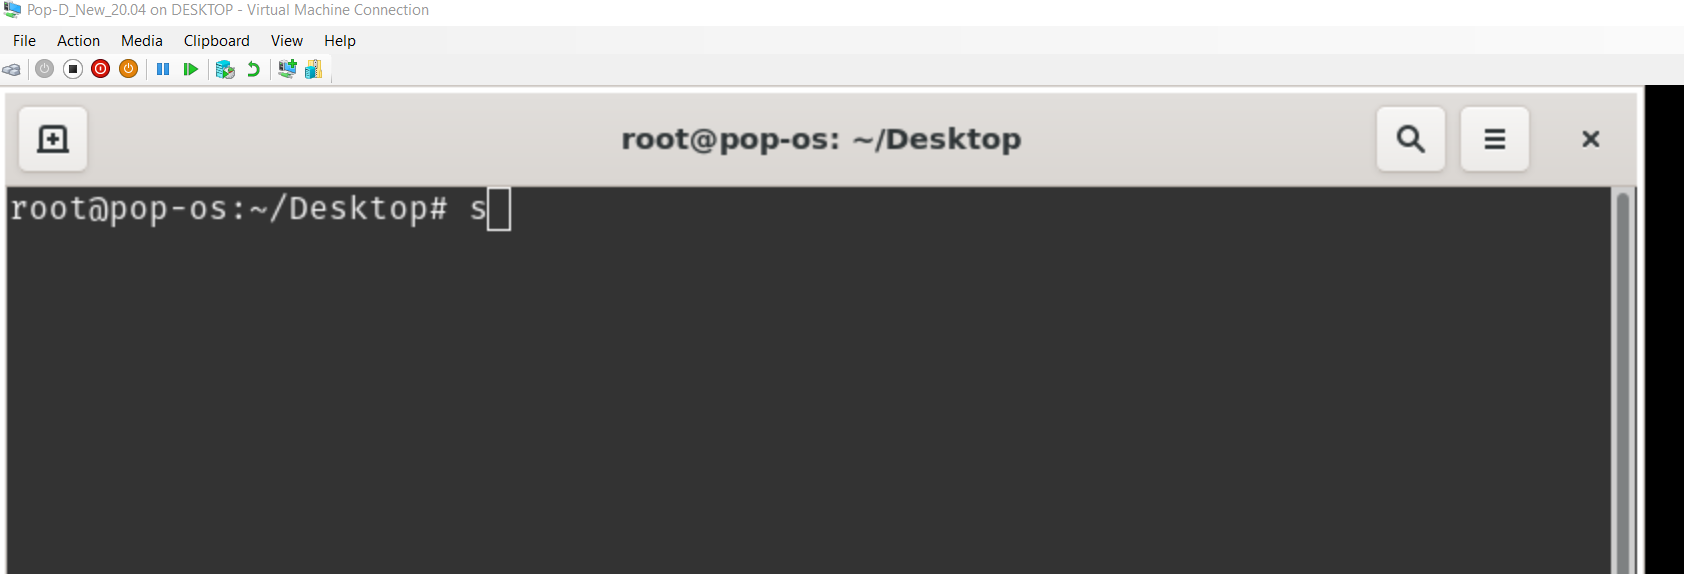 Pop-D_New_20.04 on DESKTOP - Virtual Machine Connection
File Action Media Clipboard View Help
root@pop-os: ~/Desktop
root@pop-os:~/Desktop# s